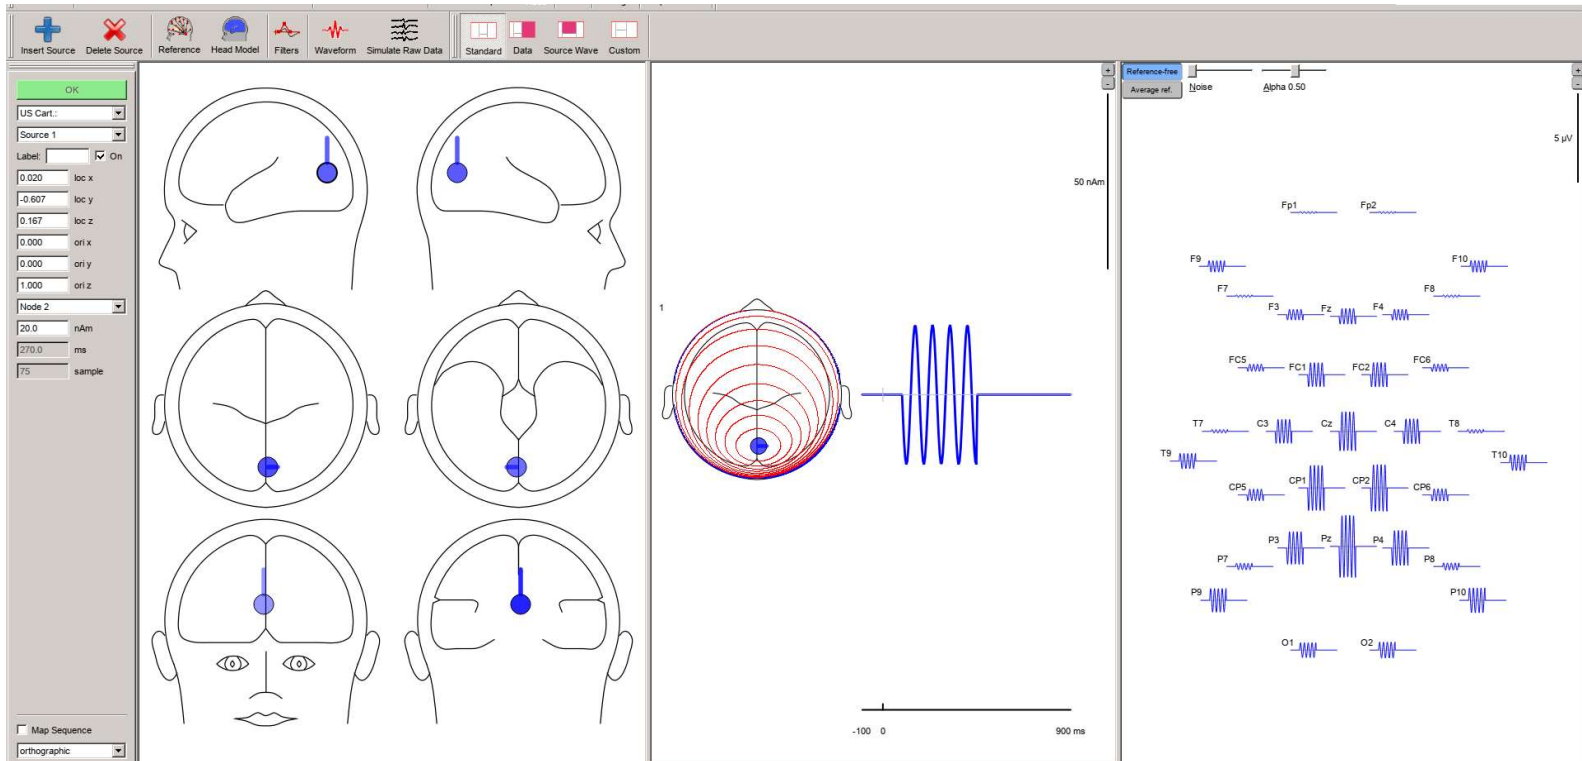 Insert Source Delete Source Reference Head Model Filters Waveform Simulate Raw Data Standard Data Source Wave Custom
OK
US Cart.:
Source 1
Label: On
0.020 loc x
-0.607 loc y
0.167 loc z
0.000 ori x
0.000 ori y
1.000 ori z
Node 2
20.0 nAm
270.0 ms
75 sample
Map Sequence
orthographic
+
-
50 nAm
1
-100 0 900 ms
Reference-free
Average ref.
Noise Alpha 0.50
+
-
5 µV
Fp1 Fp2
F9 F10
F7 F8
F3 Fz F4
FC5 FC1 FC2 FC6
T7 C3 Cz C4 T8
T9 T10
CP5 CP1 CP2 CP6
P3 Pz P4
P7 P8
P9 P10
O1 O2